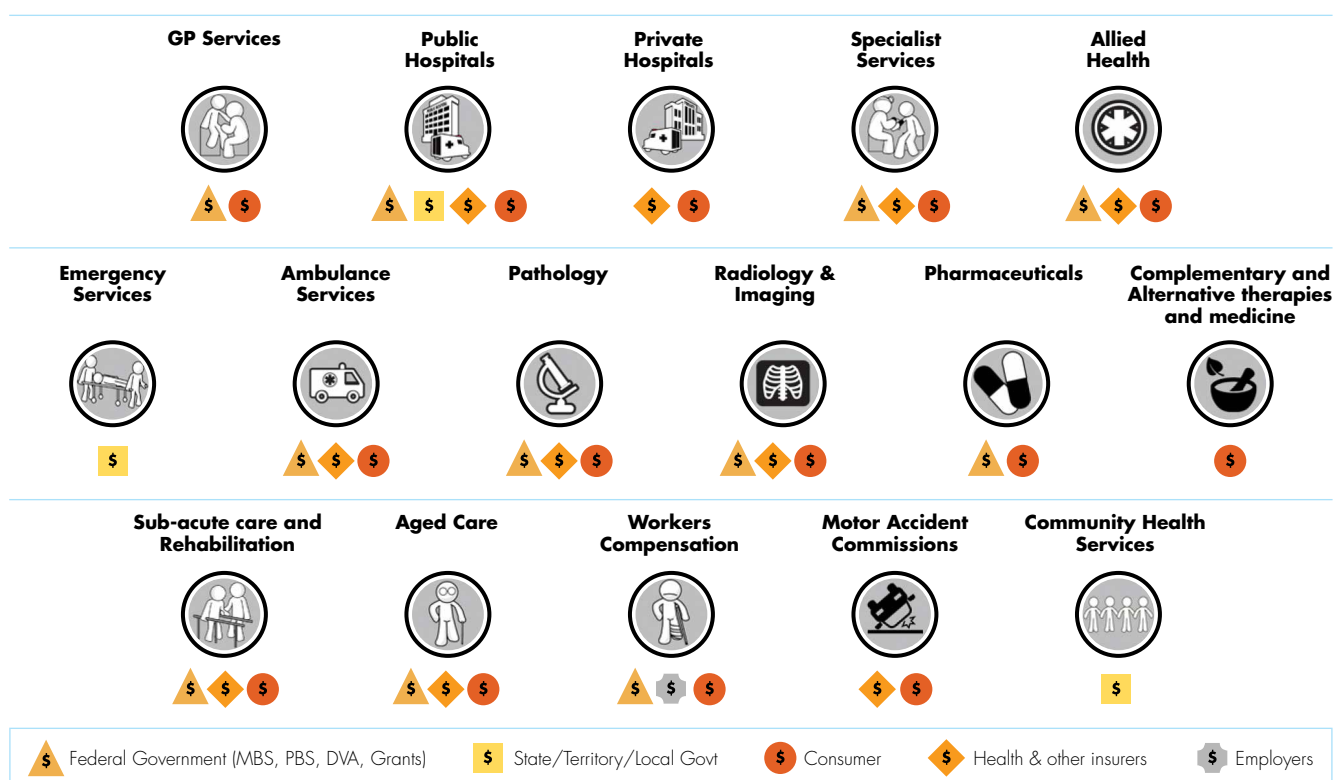 GP Services
Public
Hospitals
Private
Hospitals
Specialist
Services
Allied
Health
$ $
$ $ $ $
$ $
$ $ $
$ $ $
Emergency
Services
Ambulance
Services
Pathology
Radiology &
Imaging
Pharmaceuticals
Complementary and
Alternative therapies
and medicine
$
$ $ $
$ $ $
$ $ $
$ $
$
Sub-acute care and
Rehabilitation
Aged Care
Workers
Compensation
Motor Accident
Commissions
Community Health
Services
$ $ $
$ $ $
$ $ $
$ $
$
$ Federal Government (MBS, PBS, DVA, Grants)
$ State/Territory/Local Govt
$ Consumer
$ Health & other insurers
$ Employers